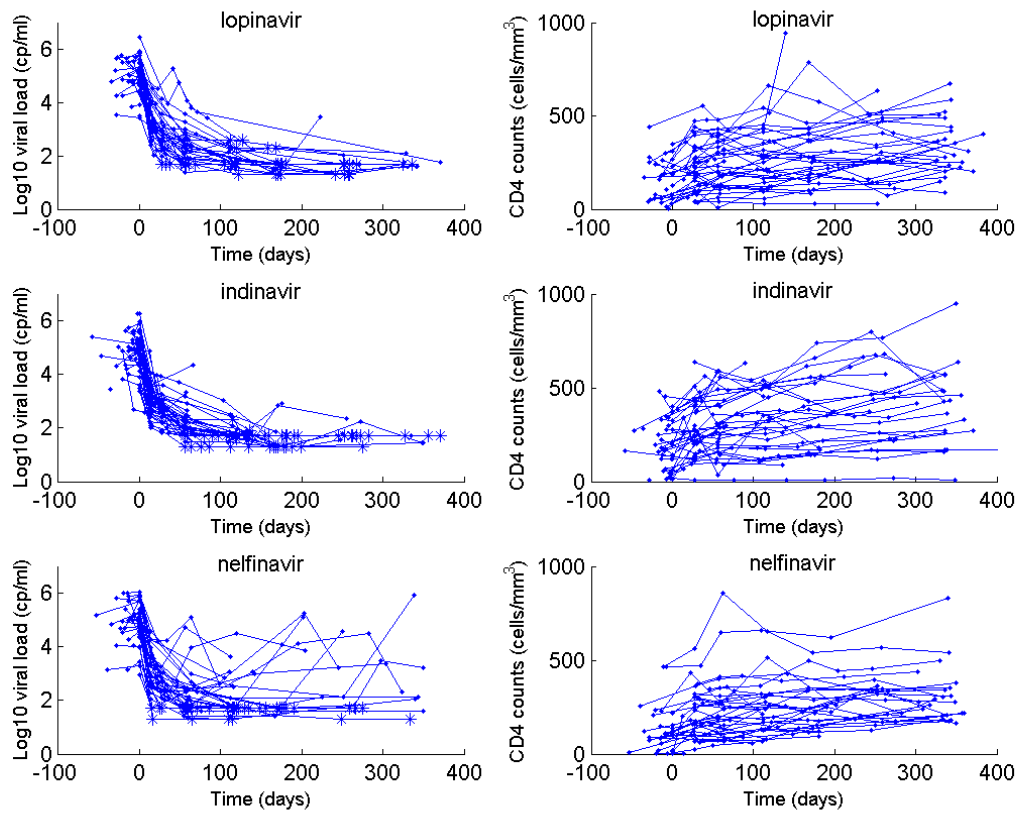 lopinavir
Log10 viral load (cp/ml)
6
4
2
0
-100 0 100 200 300 400
Time (days)
lopinavir
CD4 counts (cells/mm³)
1000
500
0
-100 0 100 200 300 400
Time (days)
indinavir
Log10 viral load (cp/ml)
6
4
2
0
-100 0 100 200 300 400
Time (days)
indinavir
CD4 counts (cells/mm³)
1000
500
0
-100 0 100 200 300 400
Time (days)
nelfinavir
Log10 viral load (cp/ml)
6
4
2
0
-100 0 100 200 300 400
Time (days)
nelfinavir
CD4 counts (cells/mm³)
1000
500
0
-100 0 100 200 300 400
Time (days)